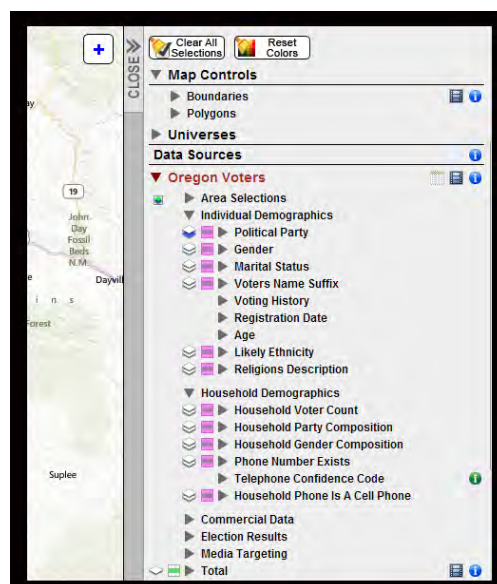 +
CLOSE
Clear All
Selections
Reset
Colors
Map Controls
Boundaries
Polygons
Universes
Data Sources
Oregon Voters
Area Selections
Individual Demographics
Political Party
Gender
Marital Status
Voters Name Suffix
Voting History
Registration Date
Age
Likely Ethnicity
Religions Description
Household Demographics
Household Voter Count
Household Party Composition
Household Gender Composition
Phone Number Exists
Telephone Confidence Code
Household Phone Is A Cell Phone
Commercial Data
Election Results
Media Targeting
Total
ay
19
John
Day
Fossil
Beds
N.M.
e
Dayvill
i n s
Forest
Suplee